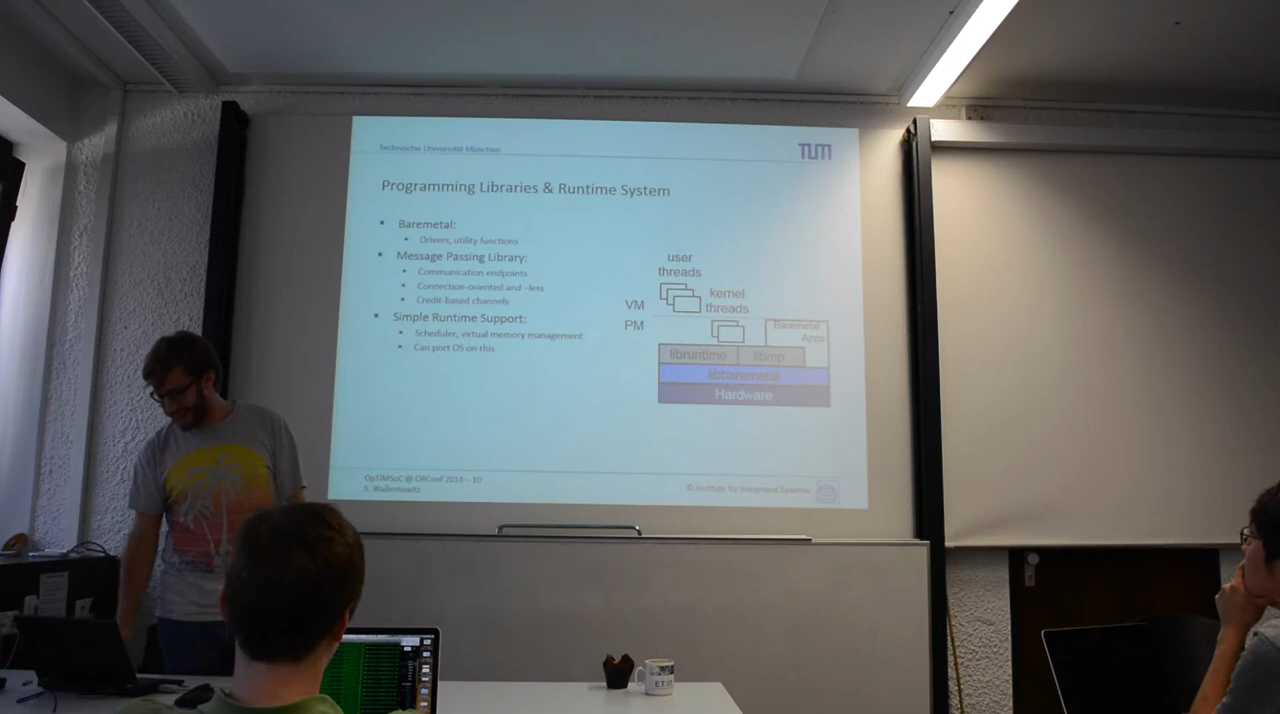 Technische Universität München
TUM
Programming Libraries & Runtime System
Baremetal:
Drivers, utility functions
Message Passing Library:
Communication endpoints
Connection-oriented and –less
Credit-based channels
Simple Runtime Support:
Scheduler, virtual memory management
Can port OS on this
user
threads
kernel
threads
VM
PM
Baremetal
Apps
libruntime
libmp
libbaremetal
Hardware
OpTiMSoC @ ORConf 2014 – 10
S. Wallentowitz
© Institute for Integrated Systems